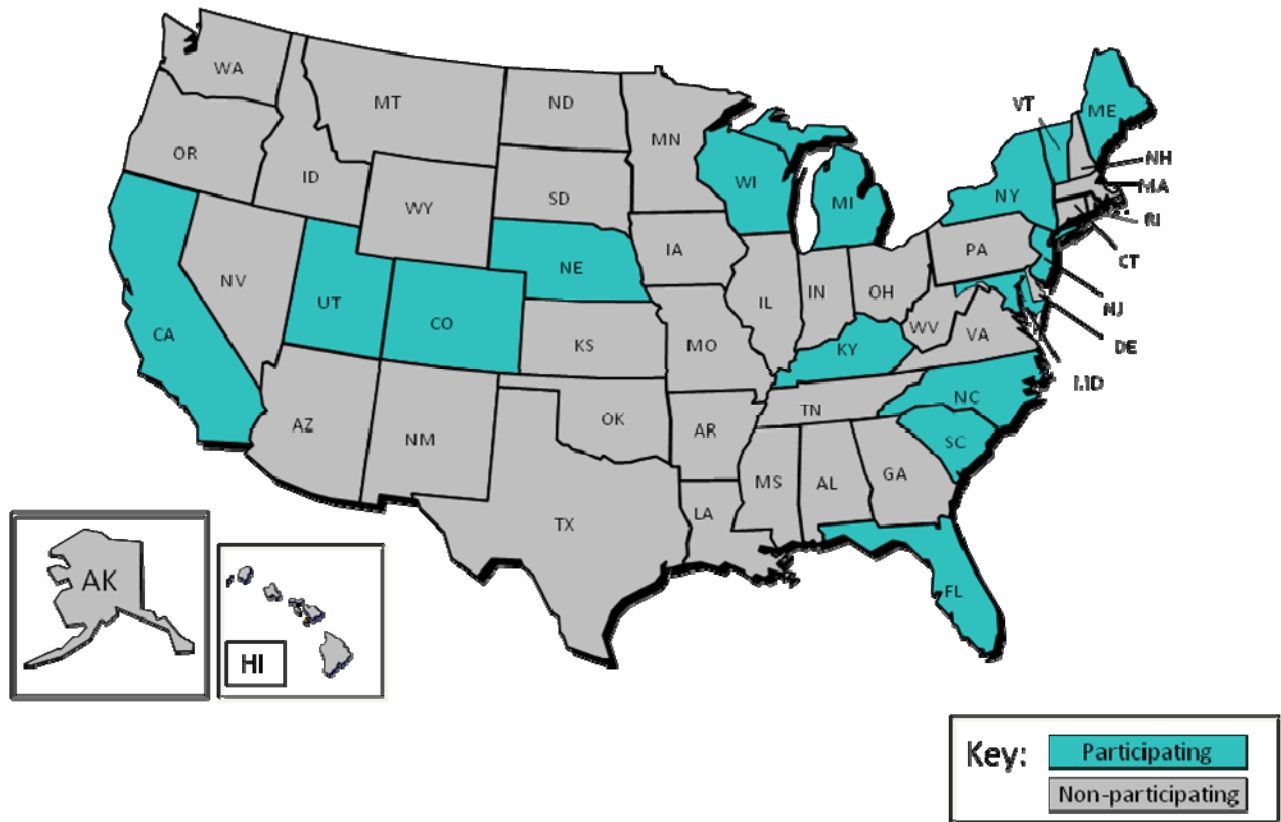 WA
MT
ND
MN
VT
ME
OR
ID
SD
WI
MI
NY
NH
MA
WY
RI
IA
PA
CT
NV
UT
NE
IL
IN
OH
NJ
CA
CO
WV
VA
DE
KS
MO
KY
I.ID
AZ
NM
OK
AR
TN
NC
SC
MS
AL
GA
TX
LA
FL
AK
HI
Key: Participating
Non-participating